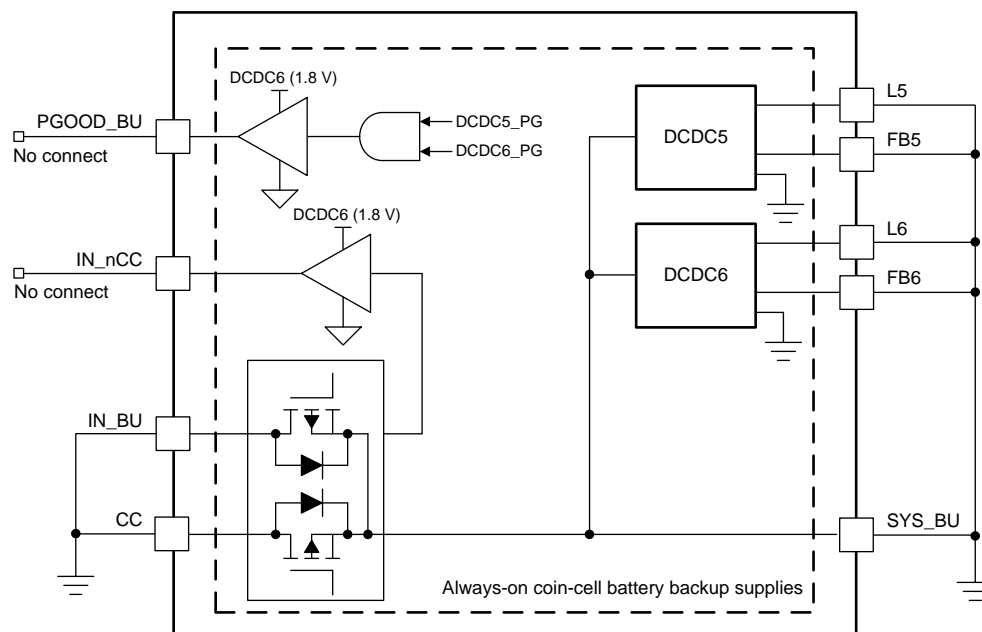 DCDC6 (1.8 V)
PGOOD_BU
No connect
DCDC5_PG
DCDC6_PG
DCDC5
L5
FB5
DCDC6 (1.8 V)
IN_nCC
No connect
DCDC6
L6
FB6
IN_BU
CC
SYS_BU
Always-on coin-cell battery backup supplies